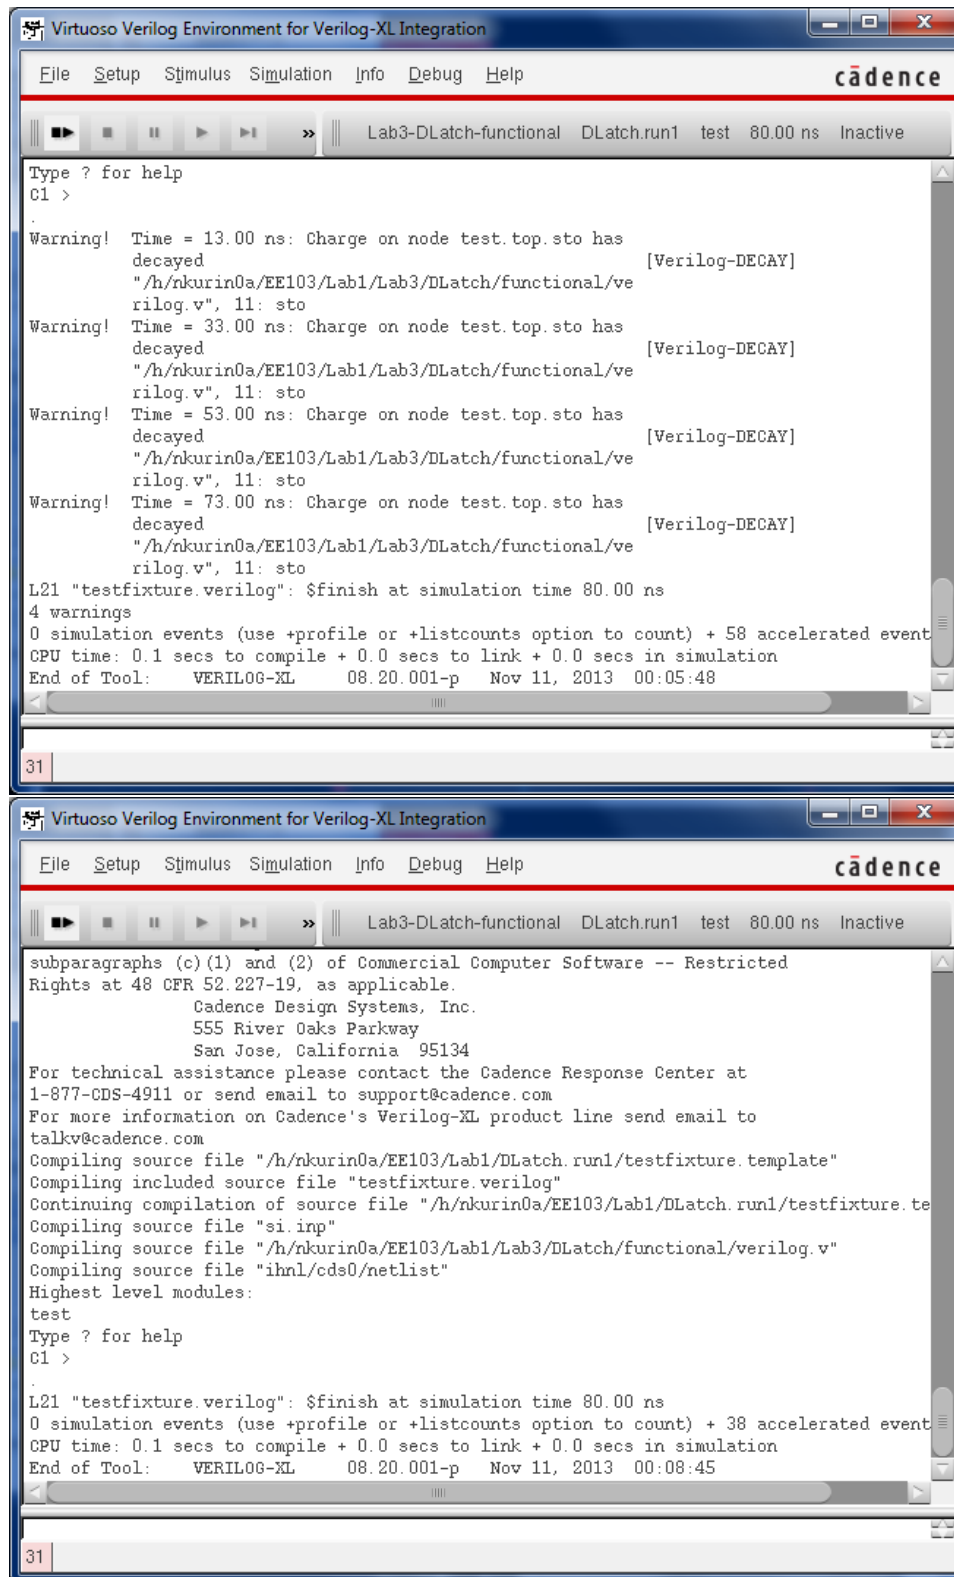 Virtuoso Verilog Environment for Verilog-XL Integration
File Setup Stimulus Simulation Info Debug Help cādence
» Lab3-DLatch-functional DLatch.run1 test 80.00 ns Inactive
Type ? for help
C1 >
.
Warning! Time = 13.00 ns: Charge on node test.top.sto has
decayed [Verilog-DECAY]
"/h/nkurin0a/EE103/Lab1/Lab3/DLatch/functional/ve
rilog.v", 11: sto
Warning! Time = 33.00 ns: Charge on node test.top.sto has
decayed [Verilog-DECAY]
"/h/nkurin0a/EE103/Lab1/Lab3/DLatch/functional/ve
rilog.v", 11: sto
Warning! Time = 53.00 ns: Charge on node test.top.sto has
decayed [Verilog-DECAY]
"/h/nkurin0a/EE103/Lab1/Lab3/DLatch/functional/ve
rilog.v", 11: sto
Warning! Time = 73.00 ns: Charge on node test.top.sto has
decayed [Verilog-DECAY]
"/h/nkurin0a/EE103/Lab1/Lab3/DLatch/functional/ve
rilog.v", 11: sto
L21 "testfixture.verilog": $finish at simulation time 80.00 ns
4 warnings
0 simulation events (use +profile or +listcounts option to count) + 58 accelerated event
CPU time: 0.1 secs to compile + 0.0 secs to link + 0.0 secs in simulation
End of Tool: VERILOG-XL 08.20.001-p Nov 11, 2013 00:05:48
31
Virtuoso Verilog Environment for Verilog-XL Integration
File Setup Stimulus Simulation Info Debug Help cādence
» Lab3-DLatch-functional DLatch.run1 test 80.00 ns Inactive
subparagraphs (c)(1) and (2) of Commercial Computer Software -- Restricted
Rights at 48 CFR 52.227-19, as applicable.
Cadence Design Systems, Inc.
555 River Oaks Parkway
San Jose, California 95134
For technical assistance please contact the Cadence Response Center at
1-877-CDS-4911 or send email to support@cadence.com
For more information on Cadence's Verilog-XL product line send email to
talkv@cadence.com
Compiling source file "/h/nkurin0a/EE103/Lab1/DLatch.run1/testfixture.template"
Compiling included source file "testfixture.verilog"
Continuing compilation of source file "/h/nkurin0a/EE103/Lab1/DLatch.run1/testfixture.te
Compiling source file "si.inp"
Compiling source file "/h/nkurin0a/EE103/Lab1/Lab3/DLatch/functional/verilog.v"
Compiling source file "ihnl/cds0/netlist"
Highest level modules:
test
Type ? for help
C1 >
.
L21 "testfixture.verilog": $finish at simulation time 80.00 ns
0 simulation events (use +profile or +listcounts option to count) + 38 accelerated event
CPU time: 0.1 secs to compile + 0.0 secs to link + 0.0 secs in simulation
End of Tool: VERILOG-XL 08.20.001-p Nov 11, 2013 00:08:45
31